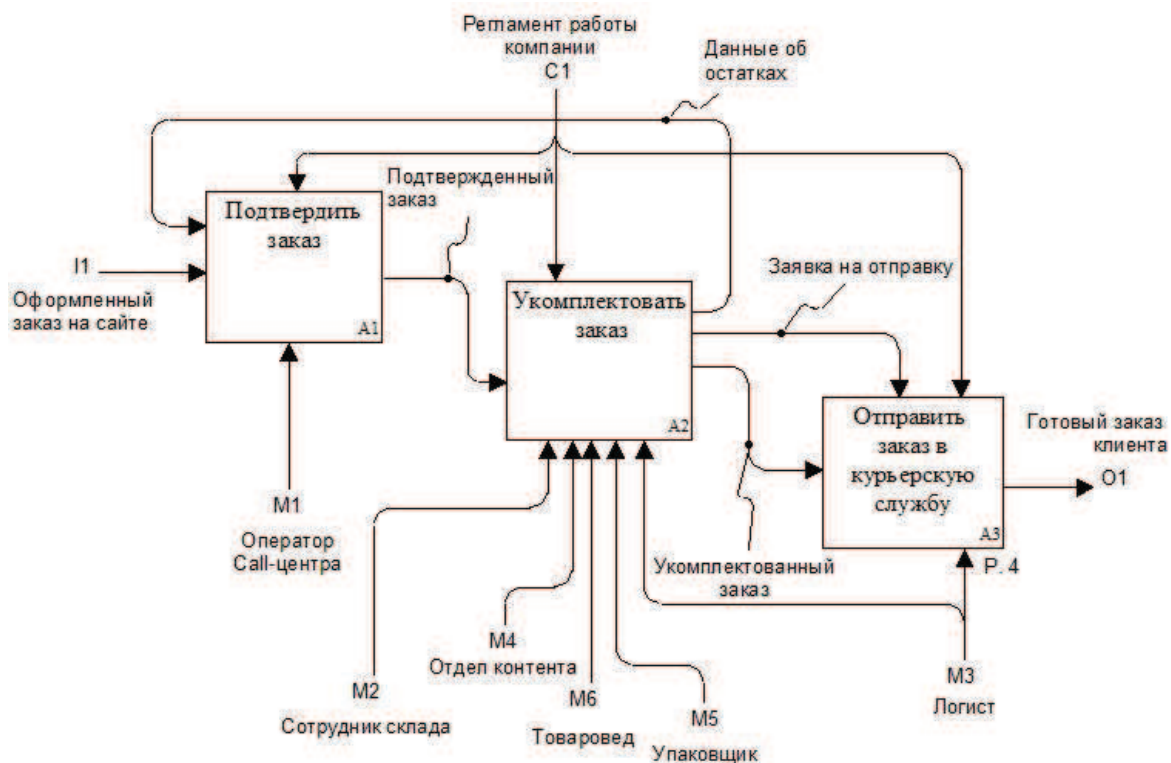 Регламент работы
компании
C1
Данные об
остатках
Подтвержденный
заказ
Подтвердить
заказ
A1
I1
Оформленный
заказ на сайте
Заявка на отправку
Укомплектовать
заказ
A2
Отправить
заказ в
курьерскую
службу
A3
P. 4
Готовый заказ
клиента
O1
M1
Оператор
Call-центра
Укомплектованный
заказ
M4
Отдел контента
M2
Сотрудник склада
M6
Товаровед
M5
Упаковщик
M3
Логист